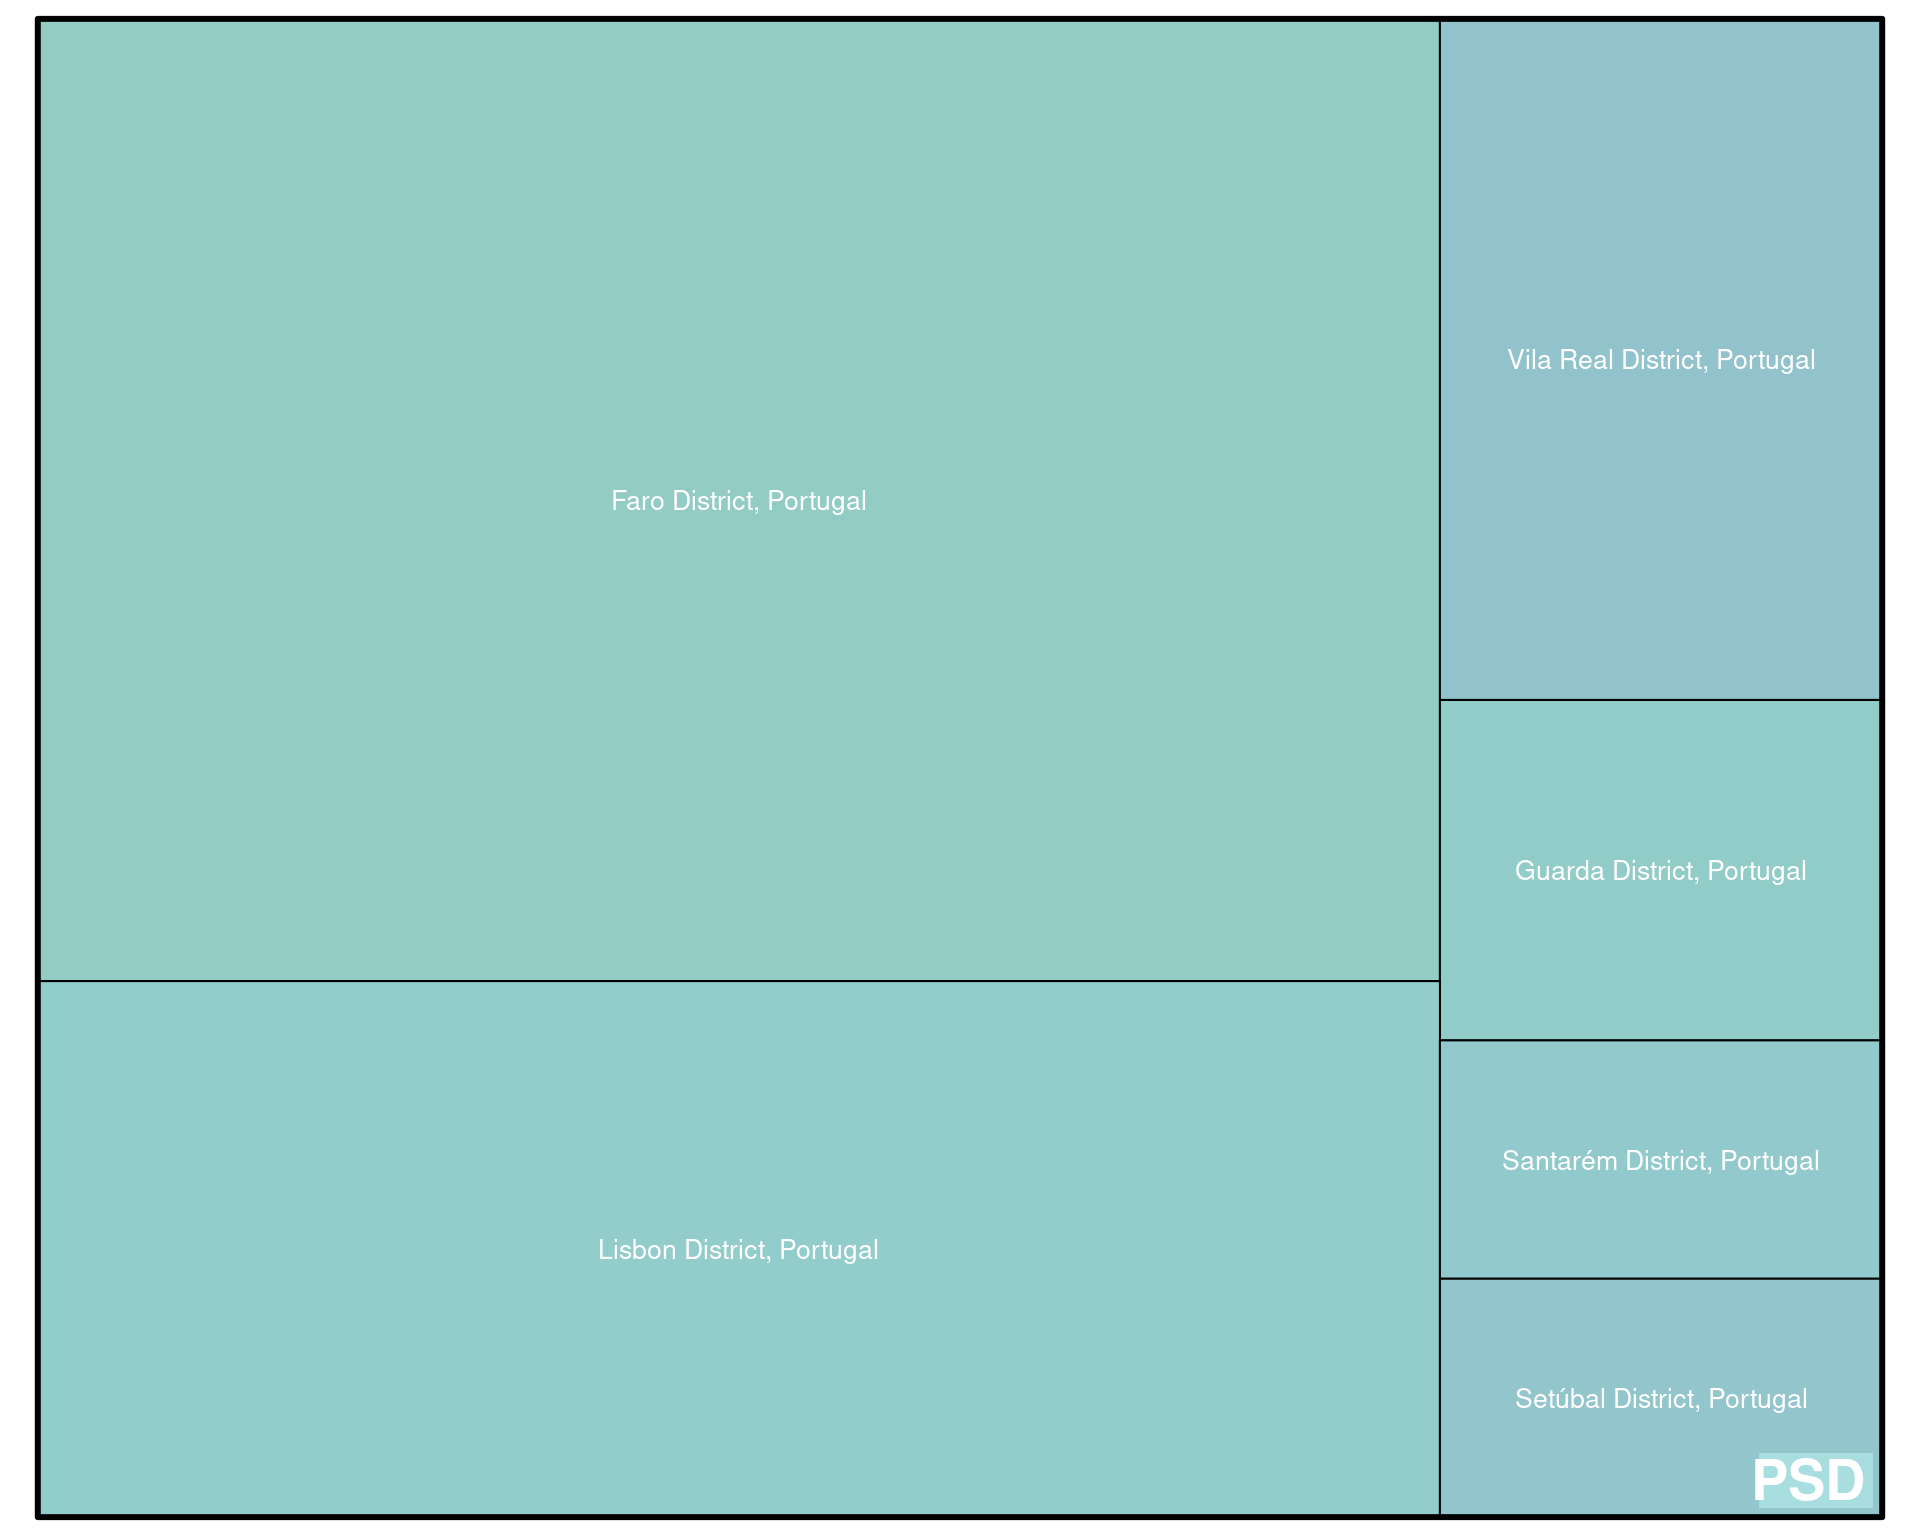 Faro District, Portugal
Lisbon District, Portugal
Vila Real District, Portugal
Guarda District, Portugal
Santarém District, Portugal
Setúbal District, Portugal
PSD